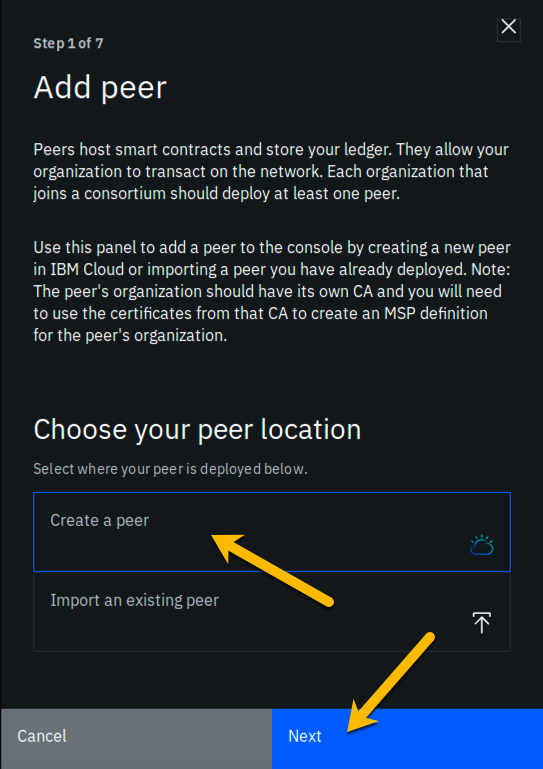 Step 1 of 7
Add peer
Peers host smart contracts and store your ledger. They allow your
organization to transact on the network. Each organization that
joins a consortium should deploy at least one peer.
Use this panel to add a peer to the console by creating a new peer
in IBM Cloud or importing a peer you have already deployed. Note:
The peer's organization should have its own CA and you will need
to use the certificates from that CA to create an MSP definition
for the peer's organization.
Choose your peer location
Select where your peer is deployed below.
Create a peer
Import an existing peer
Cancel
Next